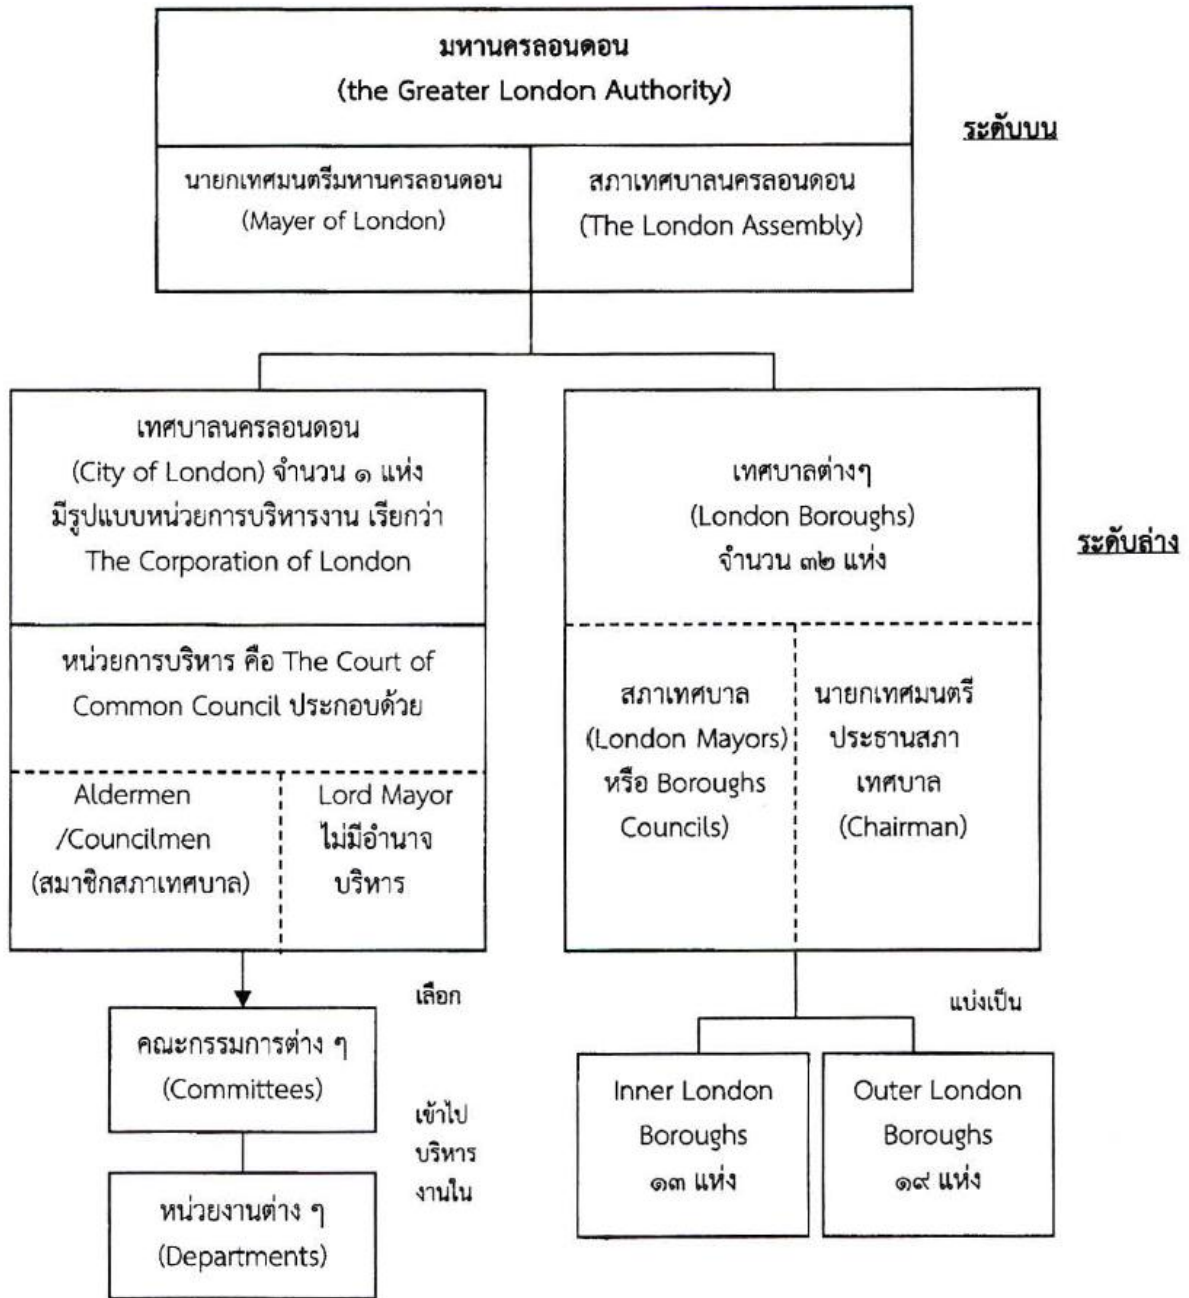 มหานครลอนดอน
(the Greater London Authority)
ระดับบน
นายกเทศมนตรีมหานครลอนดอน
(Mayer of London)
สภาเทศบาลนครลอนดอน
(The London Assembly)
เทศบาลนครลอนดอน
(City of London) จำนวน ๑ แห่ง
มีรูปแบบหน่วยการบริหารงาน เรียกว่า
The Corporation of London
หน่วยการบริหาร คือ The Court of
Common Council ประกอบด้วย
Aldermen
/Councilmen
(สมาชิกสภาเทศบาล)
Lord Mayor
ไม่มีอำนาจ
บริหาร
เลือก
คณะกรรมการต่าง ๆ
(Committees)
เข้าไป
บริหาร
งานใน
หน่วยงานต่าง ๆ
(Departments)
เทศบาลต่างๆ
(London Boroughs)
จำนวน ๓๒ แห่ง
ระดับล่าง
สภาเทศบาล
(London Mayors)
หรือ Boroughs
Councils)
นายกเทศมนตรี
ประธานสภา
เทศบาล
(Chairman)
แบ่งเป็น
Inner London
Boroughs
๑๓ แห่ง
Outer London
Boroughs
๑๙ แห่ง